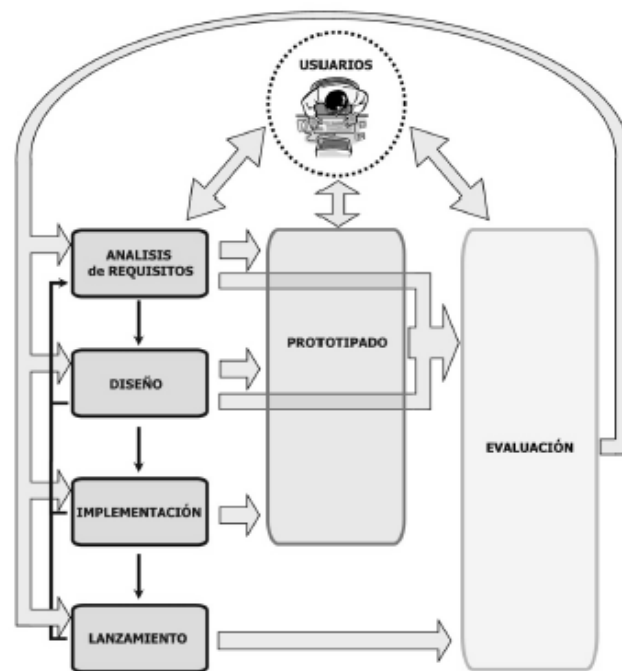 USUARIOS
ANALISIS
de REQUISITOS
PROTOTIPADO
DISEÑO
EVALUACIÓN
IMPLEMENTACIÓN
LANZAMIENTO